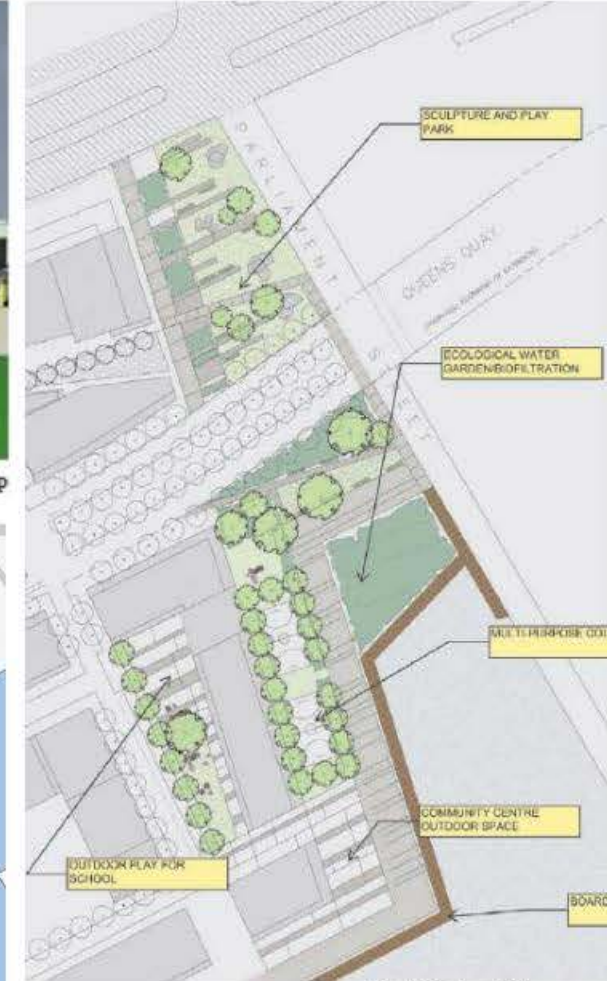 SCULPTURE AND PLAY
PARK
PARLIAMENT ST
QUEENS QUAY
ECOLOGICAL WATER
GARDEN/BIOFILTRATION
MULTI-PURPOSE
COMMUNITY CENTRE
OUTDOOR SPACE
OUTDOOR PLAY FOR
SCHOOL
BOARD